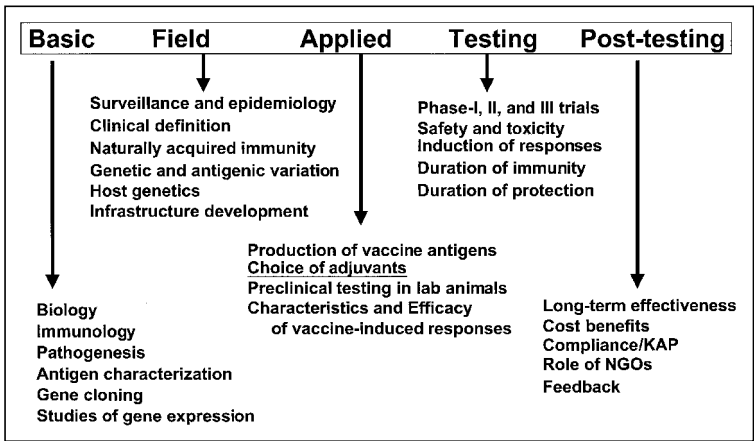 Basic Field Applied Testing Post-testing
Surveillance and epidemiology
Clinical definition
Naturally acquired immunity
Genetic and antigenic variation
Host genetics
Infrastructure development
Phase-I, II, and III trials
Safety and toxicity
Induction of responses
Duration of immunity
Duration of protection
Production of vaccine antigens
Choice of adjuvants
Preclinical testing in lab animals
Characteristics and Efficacy
of vaccine-induced responses
Biology
Immunology
Pathogenesis
Antigen characterization
Gene cloning
Studies of gene expression
Long-term effectiveness
Cost benefits
Compliance/KAP
Role of NGOs
Feedback